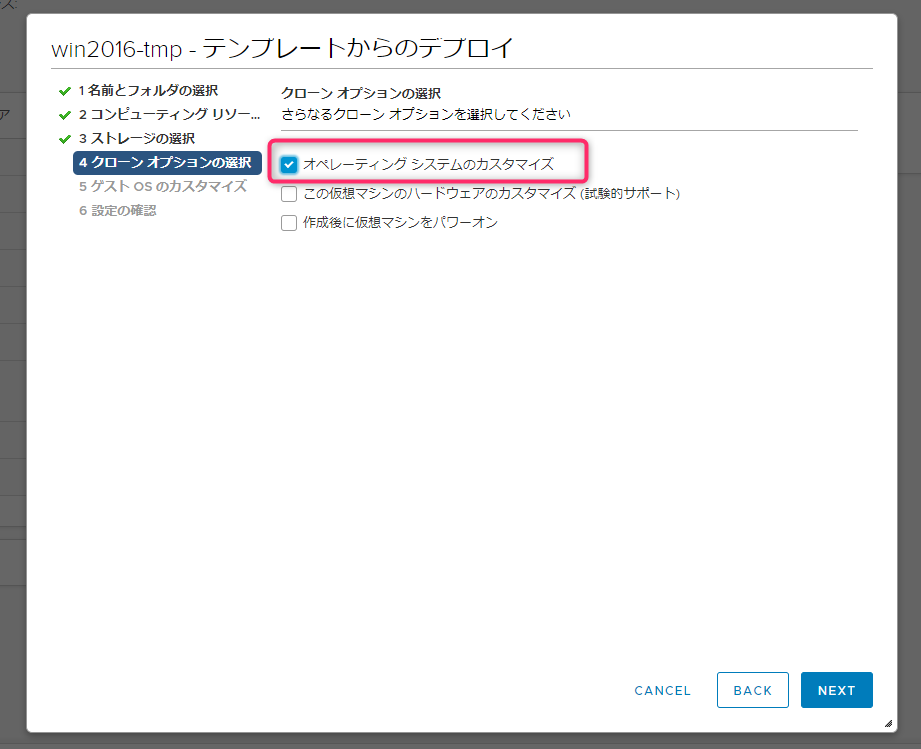 ス:
win2016-tmp - テンプレートからのデプロイ
1 名前とフォルダの選択
2 コンピューティング リソー...
3 ストレージの選択
4 クローン オプションの選択
5 ゲスト OS のカスタマイズ
6 設定の確認
クローン オプションの選択
さらなるクローン オプションを選択してください
オペレーティング システムのカスタマイズ
この仮想マシンのハードウェアのカスタマイズ (試験的サポート)
作成後に仮想マシンをパワーオン
ア
CANCEL
BACK
NEXT